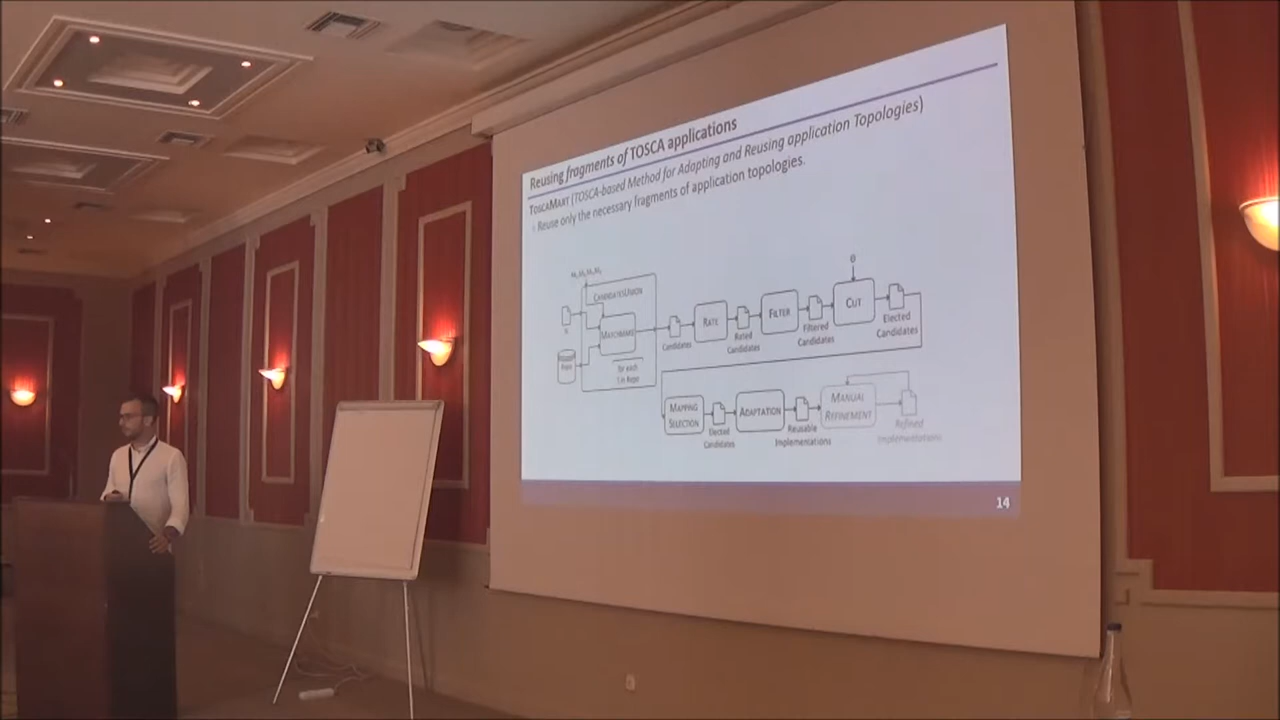 Reusing fragments of TOSCA applications
TOSCAMART (TOSCA-based Method for Adapting and Reusing application Topologies)
Reuse only the necessary fragments of application topologies.
CANDIDATESUNION
for each
Candidates
RATE
Rated
Candidates
FILTER
Filtered
Candidates
CUT
Elected
Candidates
MAPPING
SELECTION
Elected
Candidates
ADAPTATION
Reusable
Implementations
MANUAL
REFINEMENT
Refined
Implementations
14